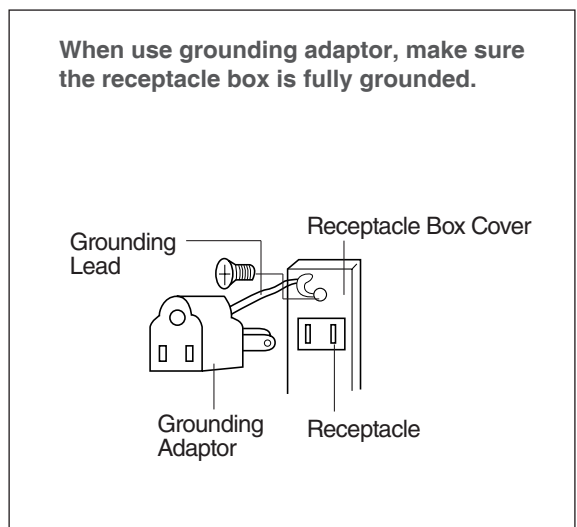 When use grounding adaptor, make sure
the receptacle box is fully grounded.
Receptacle Box Cover
Grounding
Lead
Grounding
Adaptor
Receptacle